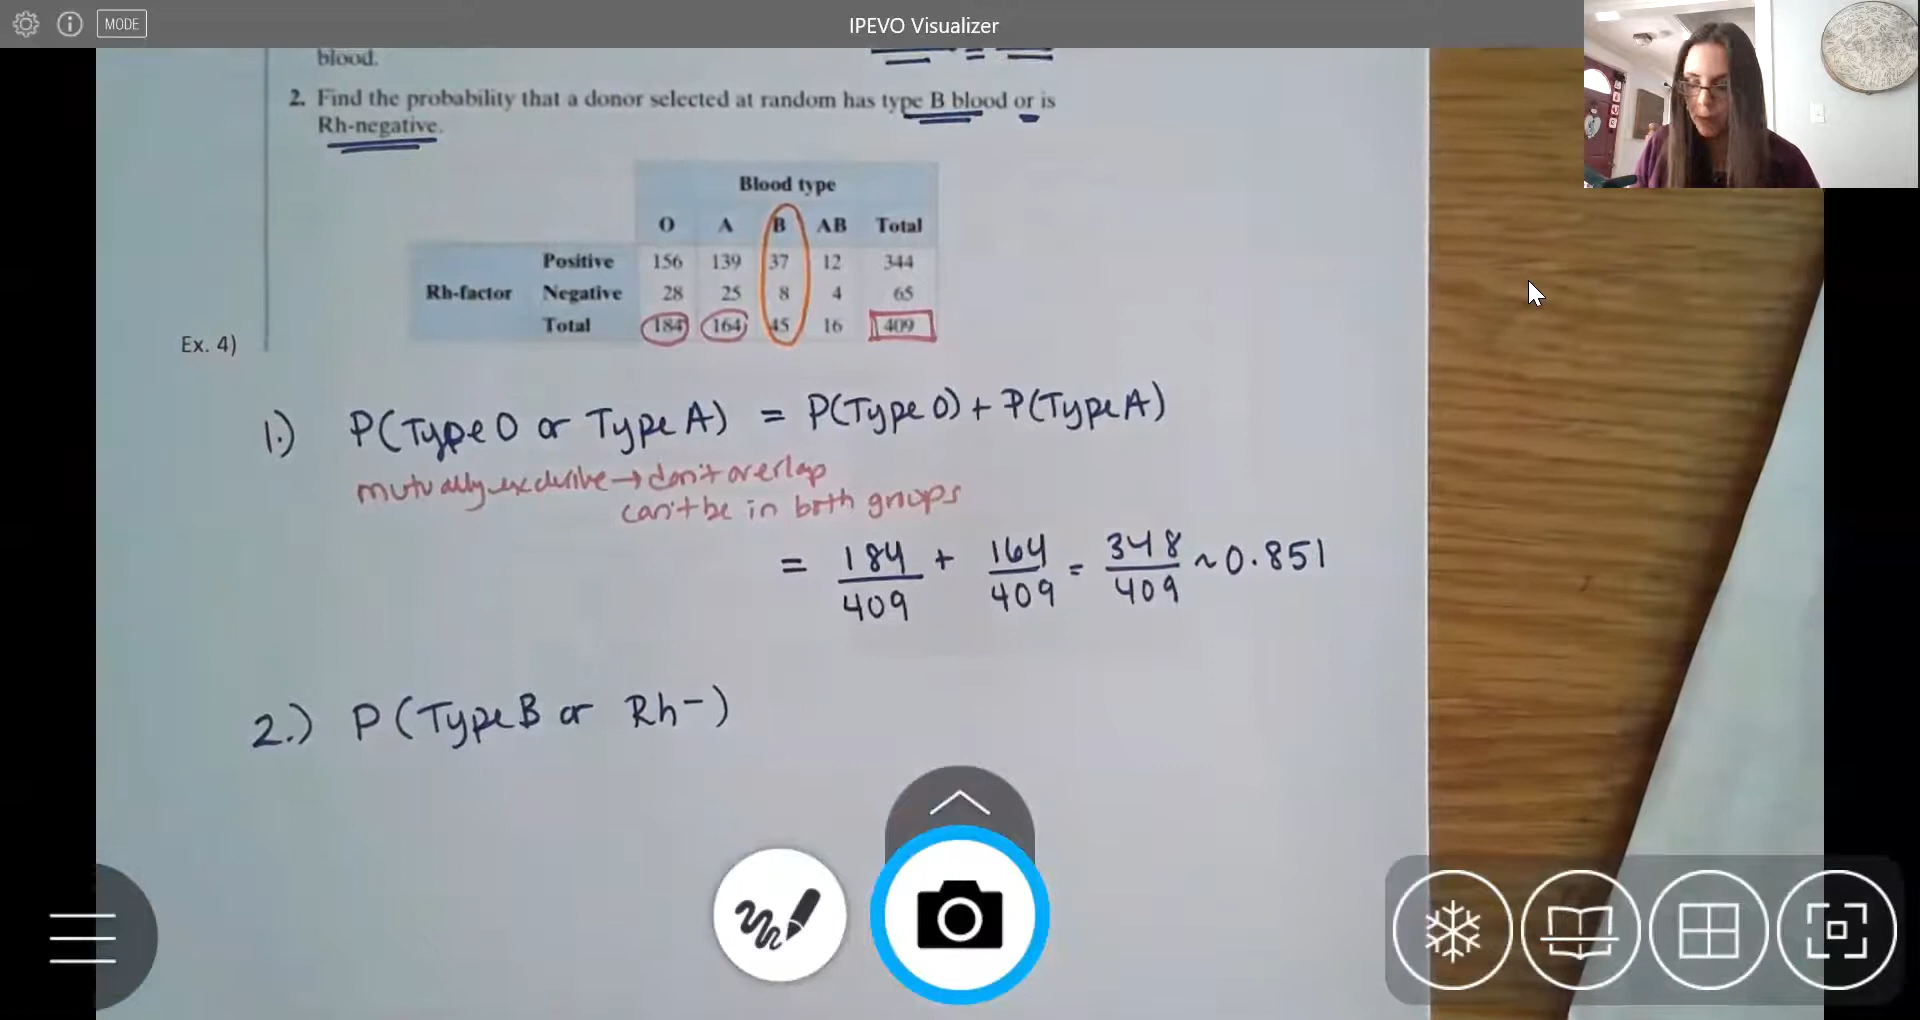 MODE
IPEVO Visualizer
blood.
2. Find the probability that a donor selected at random has type B blood or is
Rh-negative.
Blood type
O A B AB Total
Positive 156 139 37 12 344
Rh-factor Negative 28 25 8 4 65
Total 184 164 45 16 409
Ex. 4)
1.) P(Type O or Type A) = P(Type O) + P(Type A)
mutually exclusive → don't overlap
can't be in both groups
= 184/409 + 164/409 = 348/409 ~ 0.851
2.) P(Type B or Rh-)